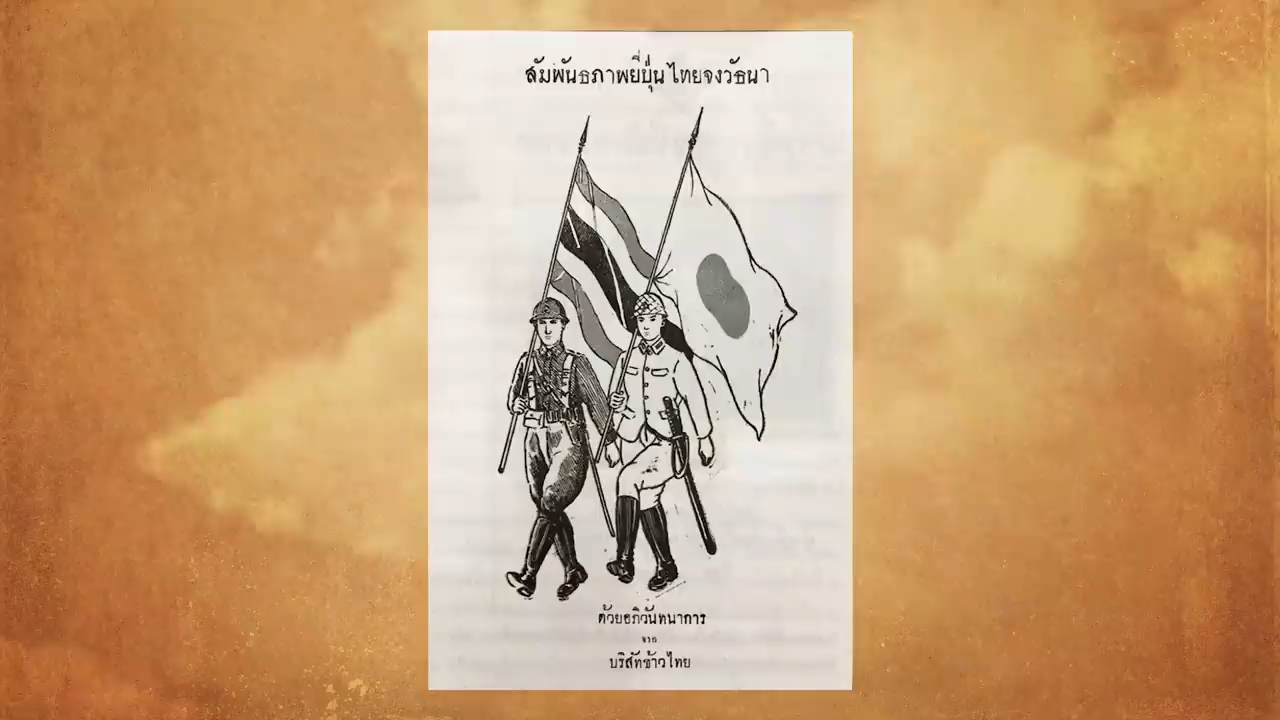 สัมพันธภาพยี่ปุ่นไทยจงวัธนา
ด้วยอภิวันทนาการ
จาก
บริสัทข้าวไทย